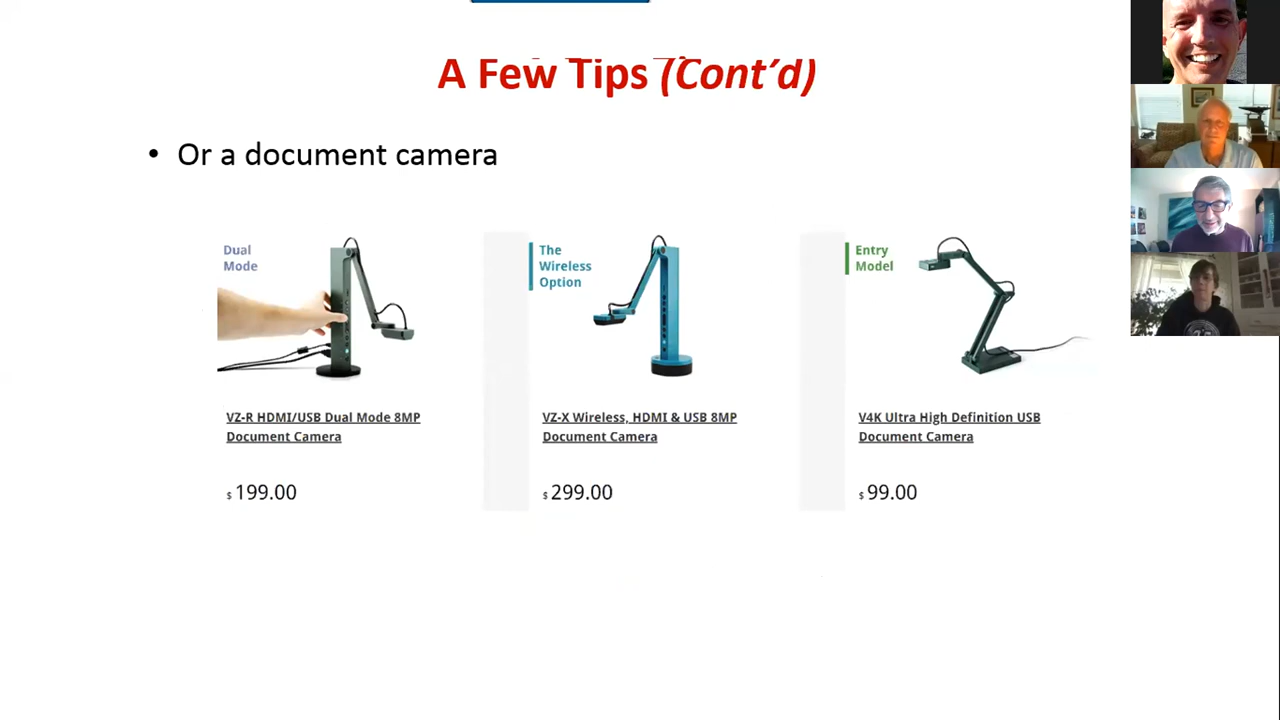 A Few Tips (Cont’d)
• Or a document camera
Dual
Mode
VZ-R HDMI/USB Dual Mode 8MP
Document Camera
$199.00
The
Wireless
Option
VZ-X Wireless, HDMI & USB 8MP
Document Camera
$299.00
Entry
Model
V4K Ultra High Definition USB
Document Camera
$99.00